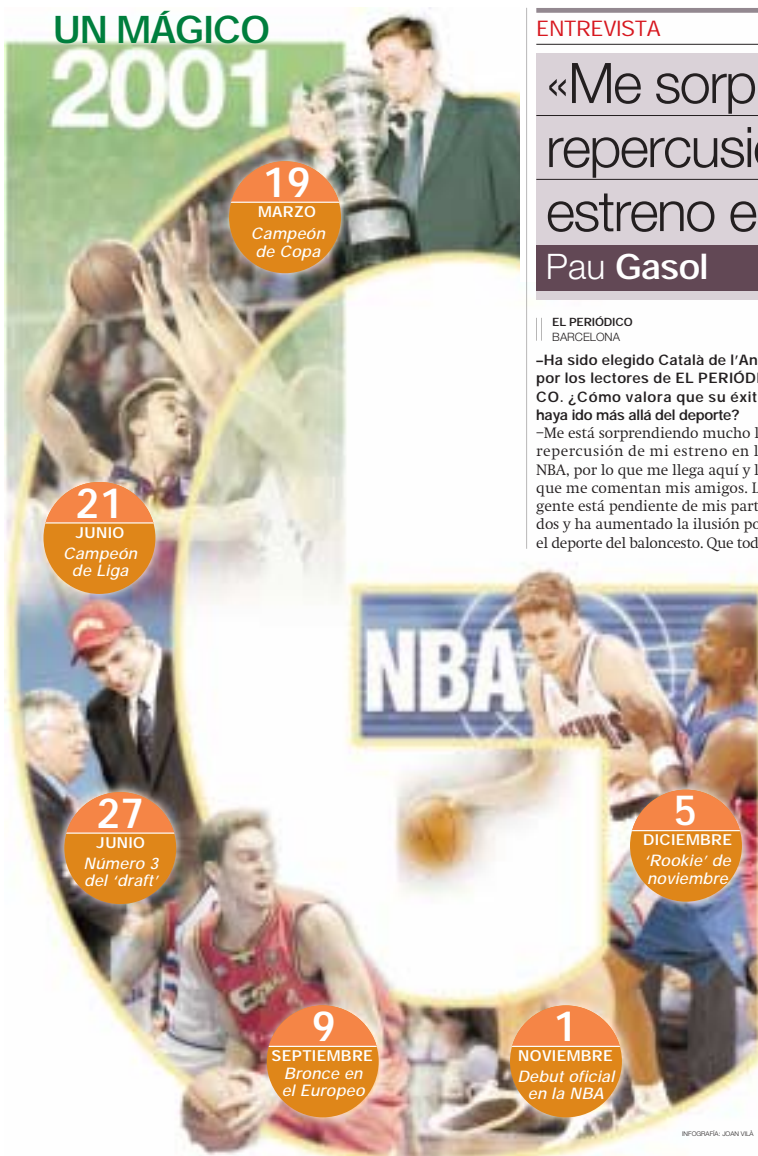 UN MÁGICO
2001
19
MARZO
Campeón
de Copa
21
JUNIO
Campeón
de Liga
27
JUNIO
Número 3
del ‘draft’
9
SEPTIEMBRE
Bronce en
el Europeo
1
NOVIEMBRE
Debut oficial
en la NBA
5
DICIEMBRE
‘Rookie’ de
noviembre
NBA
INFOGRAFÍA: JOAN VILÀ
ENTREVISTA
«Me sorp
repercusi
estreno e
Pau Gasol
EL PERIÓDICO
BARCELONA
–Ha sido elegido Català de l’An
por los lectores de EL PERIÓDI
CO. ¿Cómo valora que su éxit
haya ido más allá del deporte?
–Me está sorprendiendo mucho l
repercusión de mi estreno en l
NBA, por lo que me llega aquí y l
que me comentan mis amigos. L
gente está pendiente de mis part
dos y ha aumentado la ilusión po
el deporte del baloncesto. Que tod